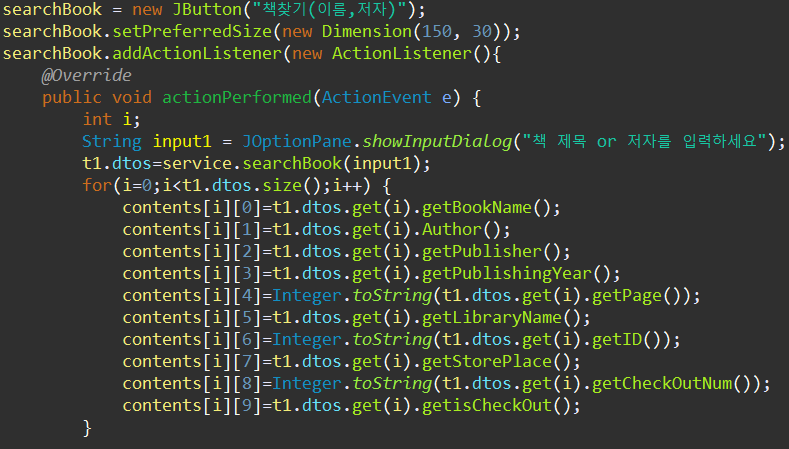 searchBook = new JButton("책찾기(이름,저자)");
searchBook.setPreferredSize(new Dimension(150, 30));
searchBook.addActionListener(new ActionListener(){
@Override
public void actionPerformed(ActionEvent e) {
int i;
String input1 = JOptionPane.showInputDialog("책 제목 or 저자를 입력하세요");
t1.dtos=service.searchBook(input1);
for(i=0;i<t1.dtos.size();i++) {
contents[i][0]=t1.dtos.get(i).getBookName();
contents[i][1]=t1.dtos.get(i).Author();
contents[i][2]=t1.dtos.get(i).getPublisher();
contents[i][3]=t1.dtos.get(i).getPublishingYear();
contents[i][4]=Integer.toString(t1.dtos.get(i).getPage());
contents[i][5]=t1.dtos.get(i).getLibraryName();
contents[i][6]=Integer.toString(t1.dtos.get(i).getID());
contents[i][7]=t1.dtos.get(i).getStorePlace();
contents[i][8]=Integer.toString(t1.dtos.get(i).getCheckOutNum());
contents[i][9]=t1.dtos.get(i).getisCheckOut();
}